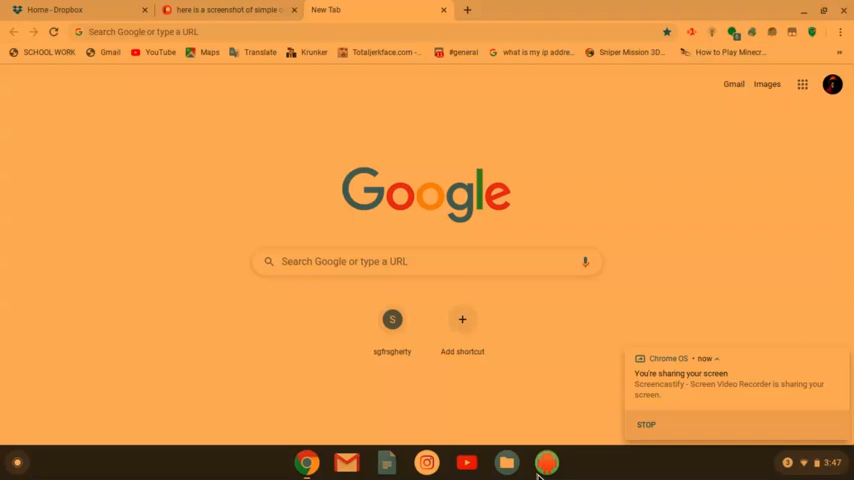 Home - Dropbox
here is a screenshot of simple
New Tab
Search Google or type a URL
SCHOOL WORK
Gmail
YouTube
Maps
Translate
Krunker
Totaljerkface.com -...
#general
what is my ip addre...
Sniper Mission 3D...
How to Play Minecr...
»
Gmail
Images
Google
Search Google or type a URL
S
sgfrsgherty
Add shortcut
Chrome OS • now
You're sharing your screen
Screencastify - Screen Video Recorder is sharing your
screen.
STOP
3
3:47